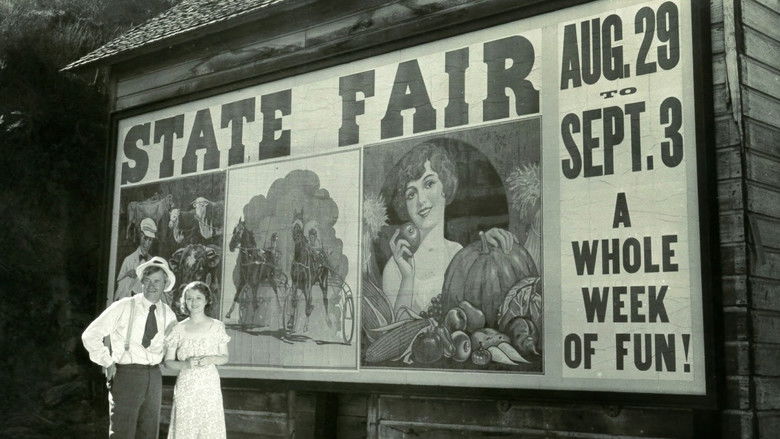 STATE FAIR
AUG. 29
TO
SEPT. 3
A
WHOLE
WEEK
OF FUN!